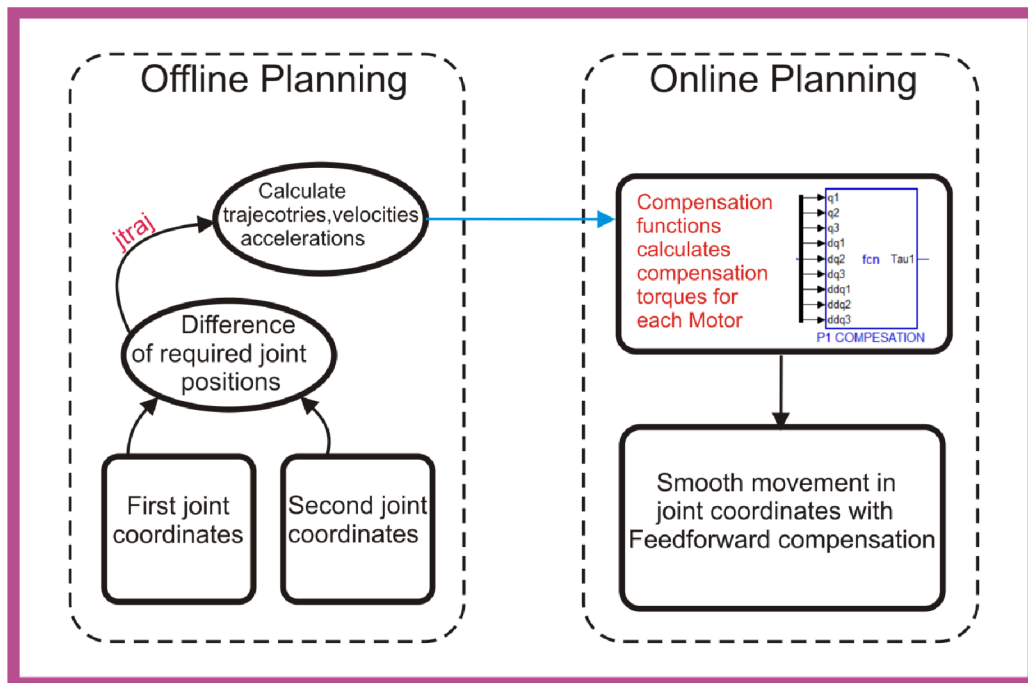 Offline Planning
Calculate
trajecotries,velocities
accelerations
jtraj
Difference
of required joint
positions
First joint
coordinates
Second joint
coordinates
Online Planning
Compensation
functions
calculates
compensation
torques for
each Motor
q1
q2
q3
dq1
dq2
dq3
ddq1
ddq2
ddq3
fcn
Tau1
P1 COMPESATION
Smooth movement in
joint coordinates with
Feedforward compensation